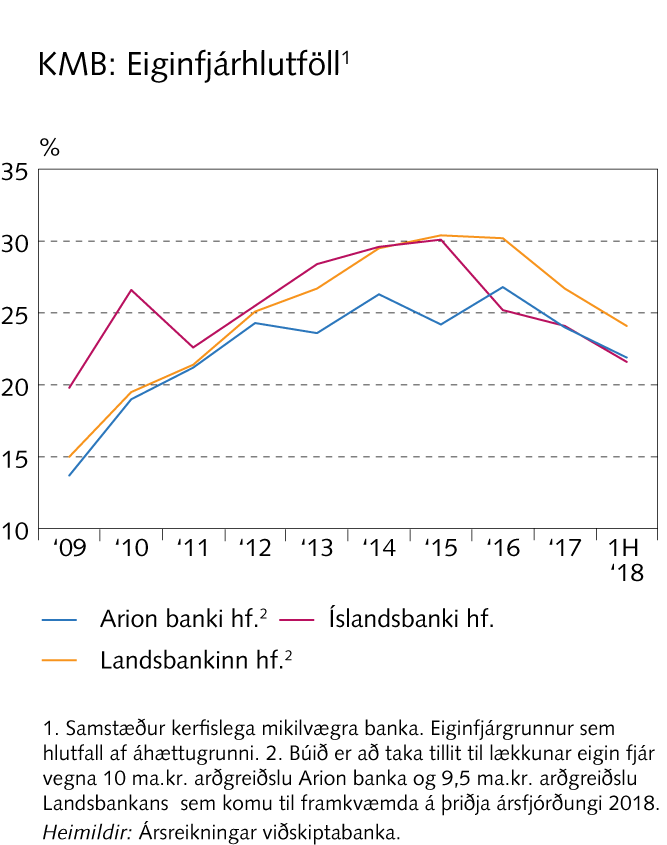 KMB: Eiginfjárhlutföll¹
%
35
30
25
20
15
10
‘09 ‘10 ‘11 ‘12 ‘13 ‘14 ‘15 ‘16 ‘17 1H
‘18
Arion banki hf.² Íslandsbanki hf.
Landsbankinn hf.²
1. Samstæður kerfislega mikilvægra banka. Eiginfjárgrunnur sem
hlutfall af áhættugrunni. 2. Búið er að taka tillit til lækkunar eigin fjár
vegna 10 ma.kr. arðgreiðslu Arion banka og 9,5 ma.kr. arðgreiðslu
Landsbankans sem komu til framkvæmda á þriðja ársfjórðungi 2018.
Heimildir: Ársreikningar viðskiptabanka.